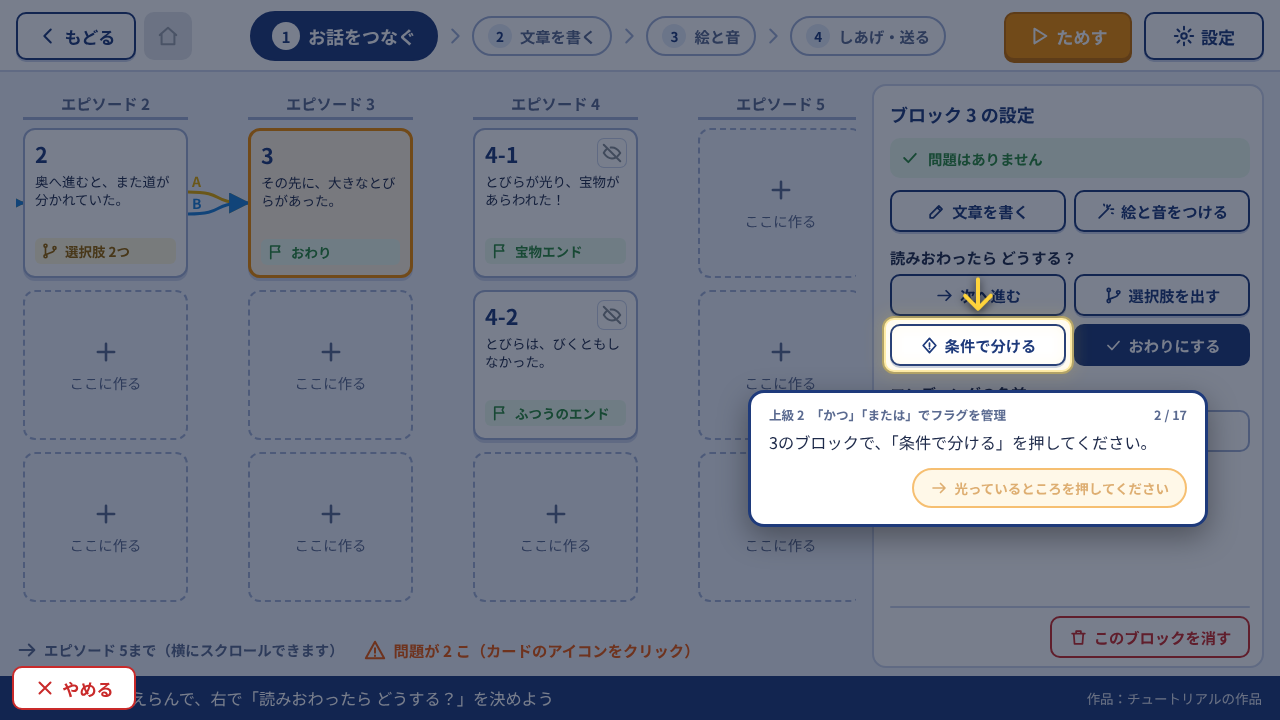 もどる
1 お話をつなぐ
2 文章を書く
3 絵と音
4 しあげ・送る
ためす
設定
エピソード 2
エピソード 3
エピソード 4
エピソード 5
2
奥へ進むと、また道が
分かれていた。
選択肢 2つ
A
B
3
その先に、大きなとび
らがあった。
おわり
4-1
とびらが光り、宝物が
あらわれた！
宝物エンド
ここに作る
ここに作る
ここに作る
4-2
とびらは、びくともし
なかった。
ふつうのエンド
ここに作る
ここに作る
ここに作る
ここに作る
ここに作る
ブロック 3 の設定
問題はありません
文章を書く
絵と音をつける
読みおわったら どうする？
進む
選択肢を出す
条件で分ける
おわりにする
上級 2 「かつ」「または」でフラグを管理
2 / 17
3のブロックで、「条件で分ける」を押してください。
光っているところを押してください
このブロックを消す
エピソード 5まで（横にスクロールできます）
問題が 2 こ（カードのアイコンをクリック）
やめる
えらんで、右で「読みおわったら どうする？」を決めよう
作品：チュートリアルの作品